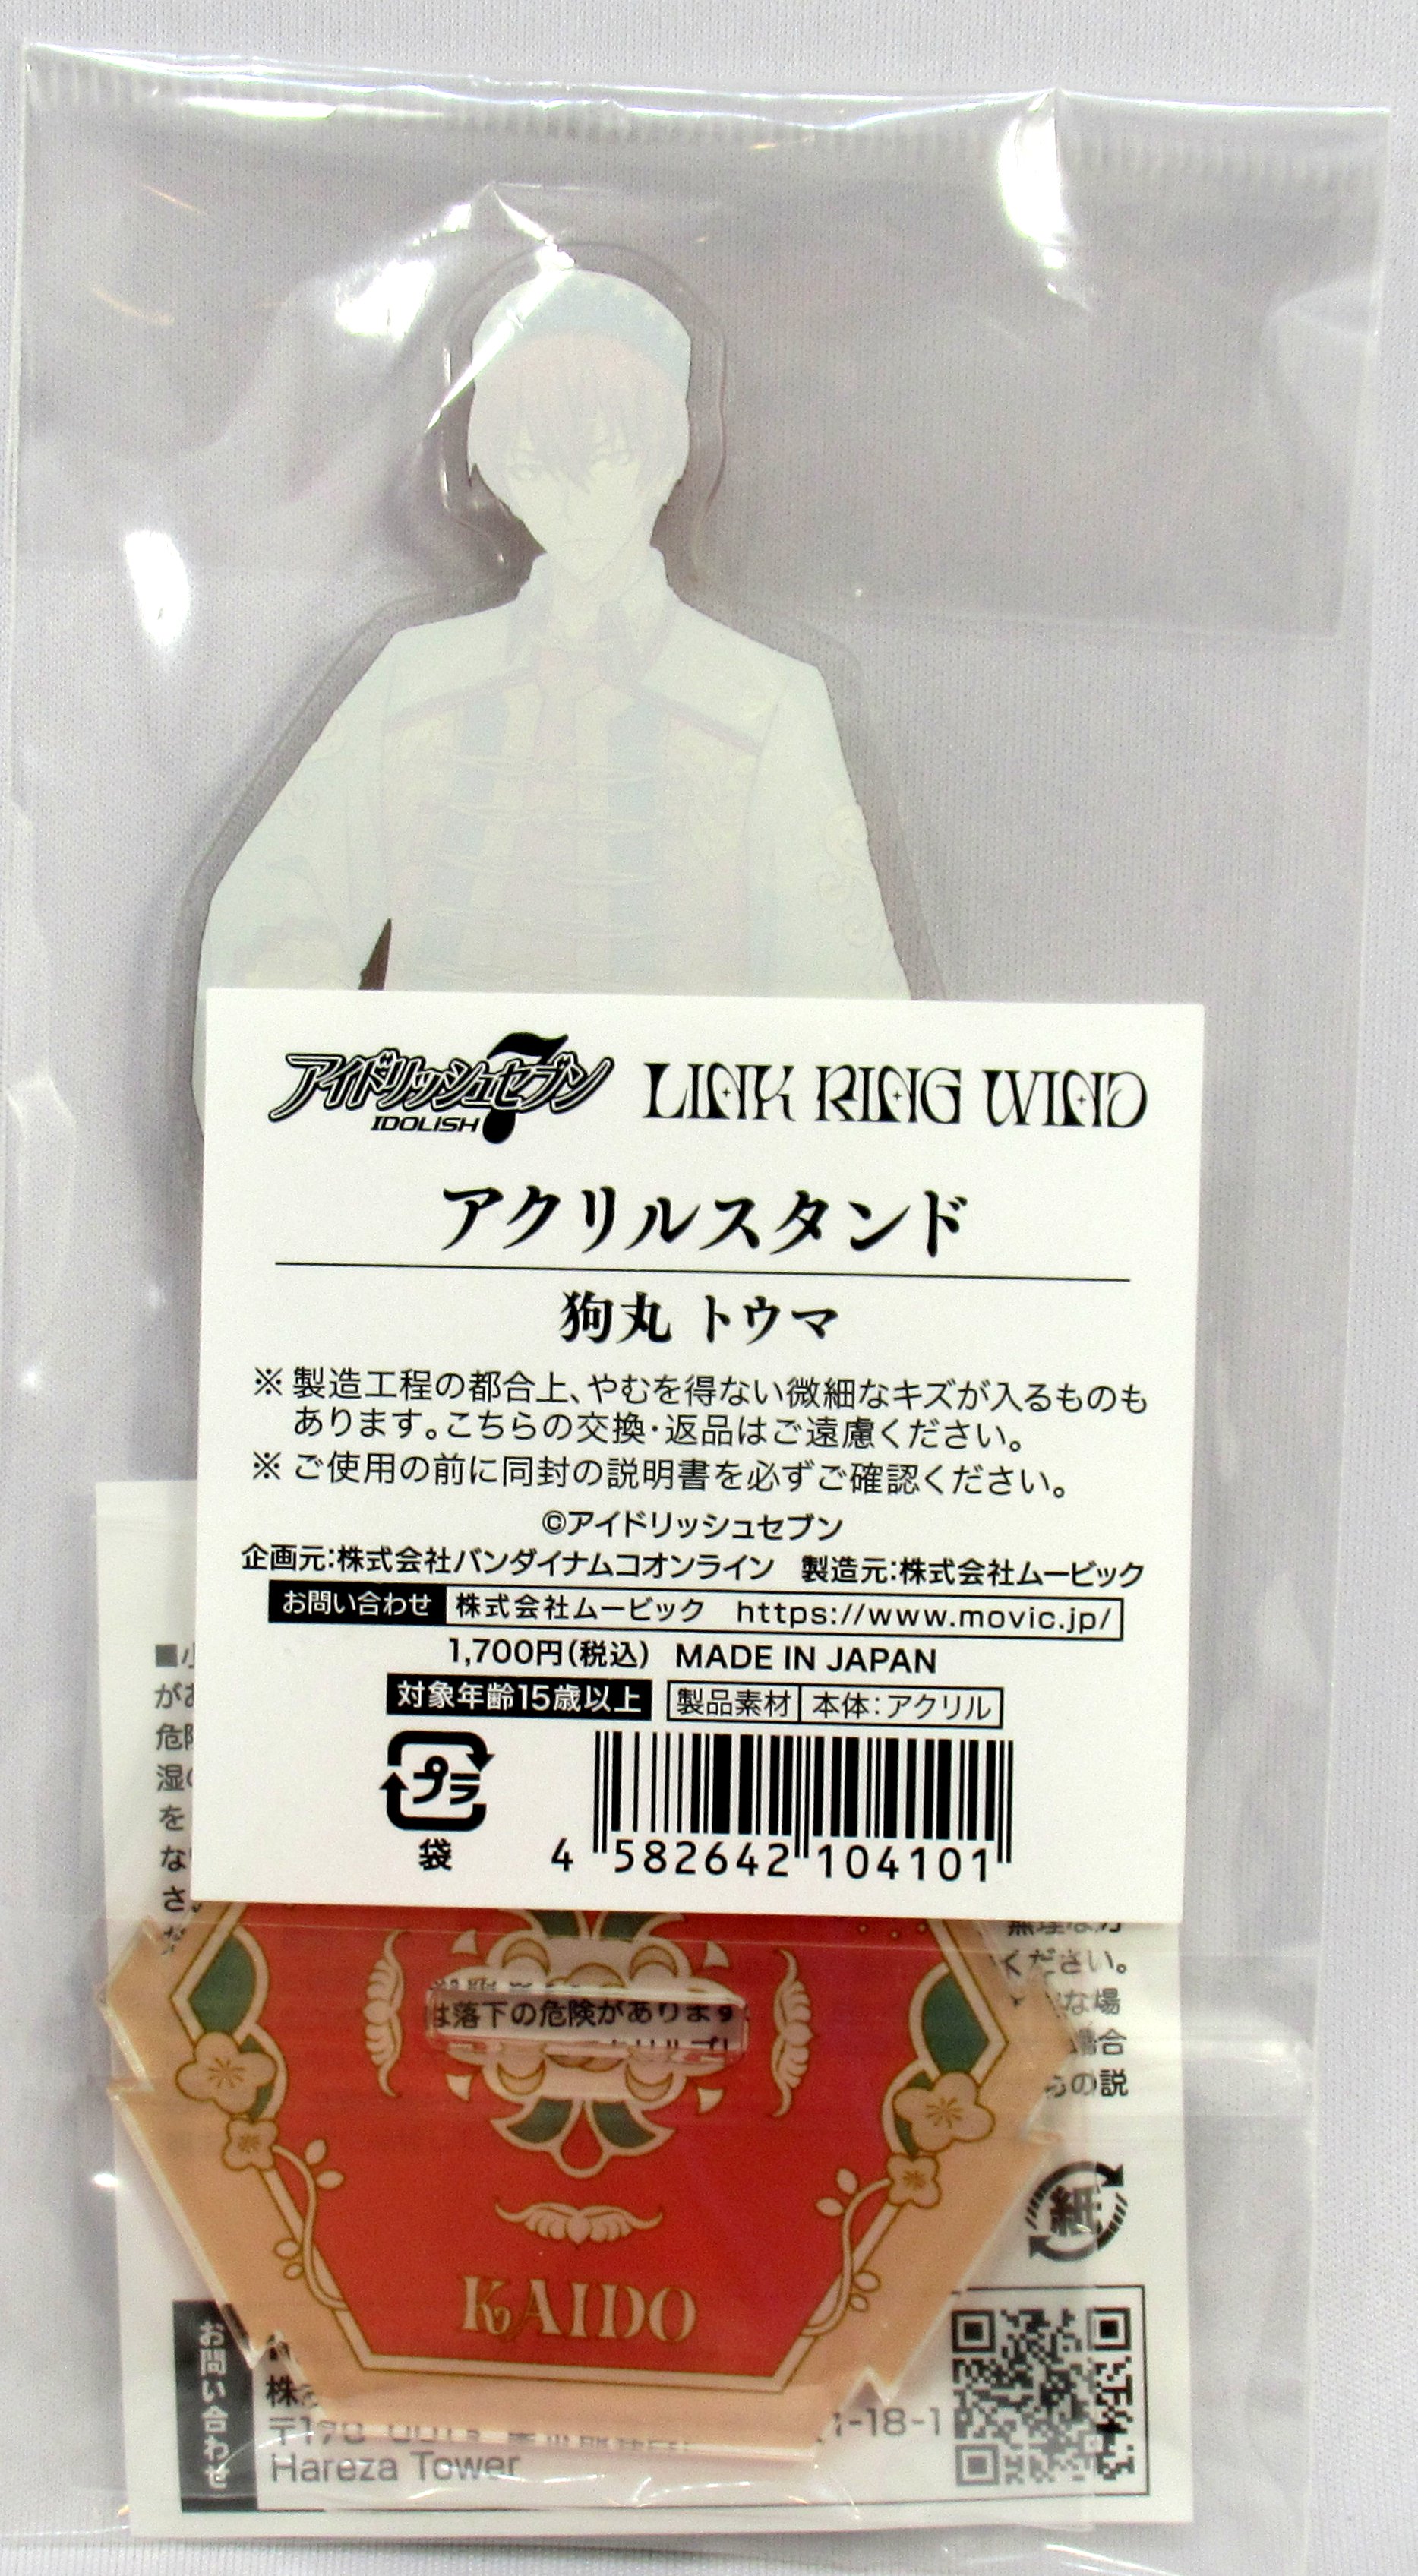 アイドリッシュセブン
IDOLiSH7
LINK RING WIND
アクリルスタンド
狗丸 トウマ
※製造工程の都合上、やむを得ない微細なキズが入るものも
あります。こちらの交換・返品はご遠慮ください。
※ご使用の前に同封の説明書を必ずご確認ください。
©アイドリッシュセブン
企画元:株式会社バンダイナムコオンライン 製造元:株式会社ムービック
お問い合わせ 株式会社ムービック https://www.movic.jp/
1,700円(税込) MADE IN JAPAN
対象年齢15歳以上 製品素材 本体:アクリル
プラ
袋
4 582642 104101
ください。
な場
場合
の説
は落下の危険があります
紙
KAIDO
お問い合わせ
株
1-18-1
Hareza Tower